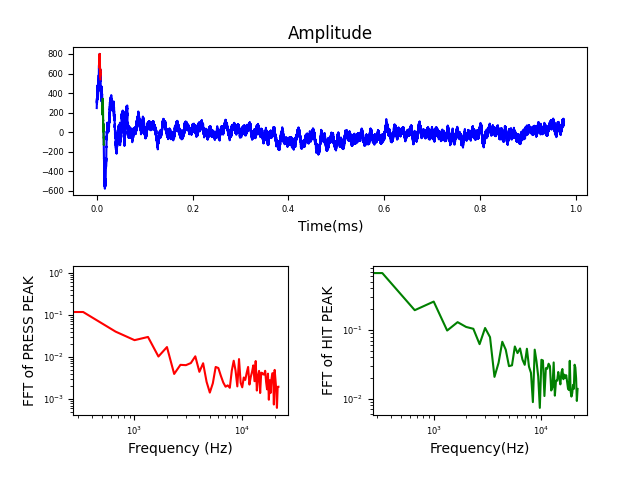 Amplitude
800
600
400
200
0
−200
−400
−600
0.0 0.2 0.4 0.6 0.8 1.0
Time(ms)
FFT of PRESS PEAK
10⁰
10⁻¹
10⁻²
10⁻³
10³ 10⁴
Frequency (Hz)
FFT of HIT PEAK
10⁻¹
10⁻²
10³ 10⁴
Frequency(Hz)